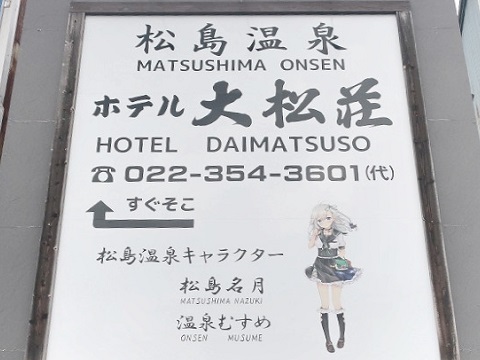 松島温泉
MATSUSHIMA ONSEN
ホテル 大松荘
HOTEL DAIMATSUSO
☎022-354-3601(代)
すぐそこ
松島温泉キャラクター
松島名月
MATSUSHIMA NAZUKI
温泉むすめ
ONSEN MUSUME